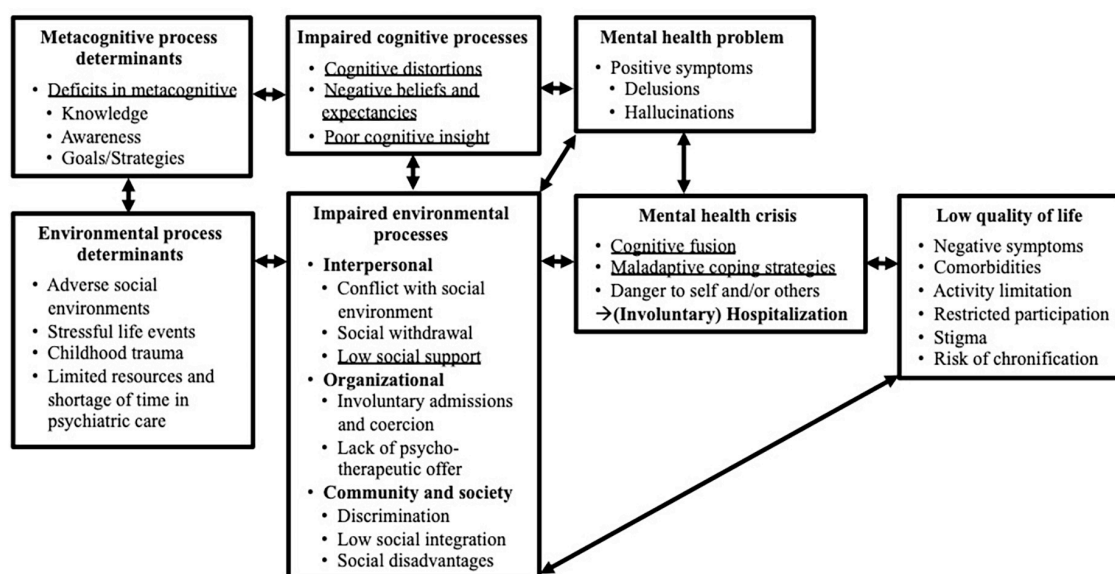 Metacognitive process
determinants
• Deficits in metacognitive
• Knowledge
• Awareness
• Goals/Strategies
Impaired cognitive processes
• Cognitive distortions
• Negative beliefs and
expectancies
• Poor cognitive insight
Mental health problem
• Positive symptoms
• Delusions
• Hallucinations
Environmental process
determinants
• Adverse social
environments
• Stressful life events
• Childhood trauma
• Limited resources and
shortage of time in
psychiatric care
Impaired environmental
processes
• Interpersonal
• Conflict with social
environment
• Social withdrawal
• Low social support
• Organizational
• Involuntary admissions
and coercion
• Lack of psycho-
therapeutic offer
• Community and society
• Discrimination
• Low social integration
• Social disadvantages
Mental health crisis
• Cognitive fusion
• Maladaptive coping strategies
• Danger to self and/or others
→(Involuntary) Hospitalization
Low quality of life
• Negative symptoms
• Comorbidities
• Activity limitation
• Restricted participation
• Stigma
• Risk of chronification